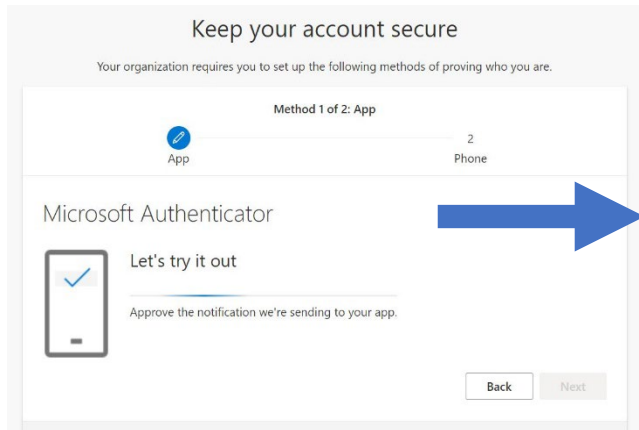 Keep your account secure
Your organization requires you to set up the following methods of proving who you are.
Method 1 of 2: App
App
2
Phone
Microsoft Authenticator
Let's try it out
Approve the notification we're sending to your app.
Back Next